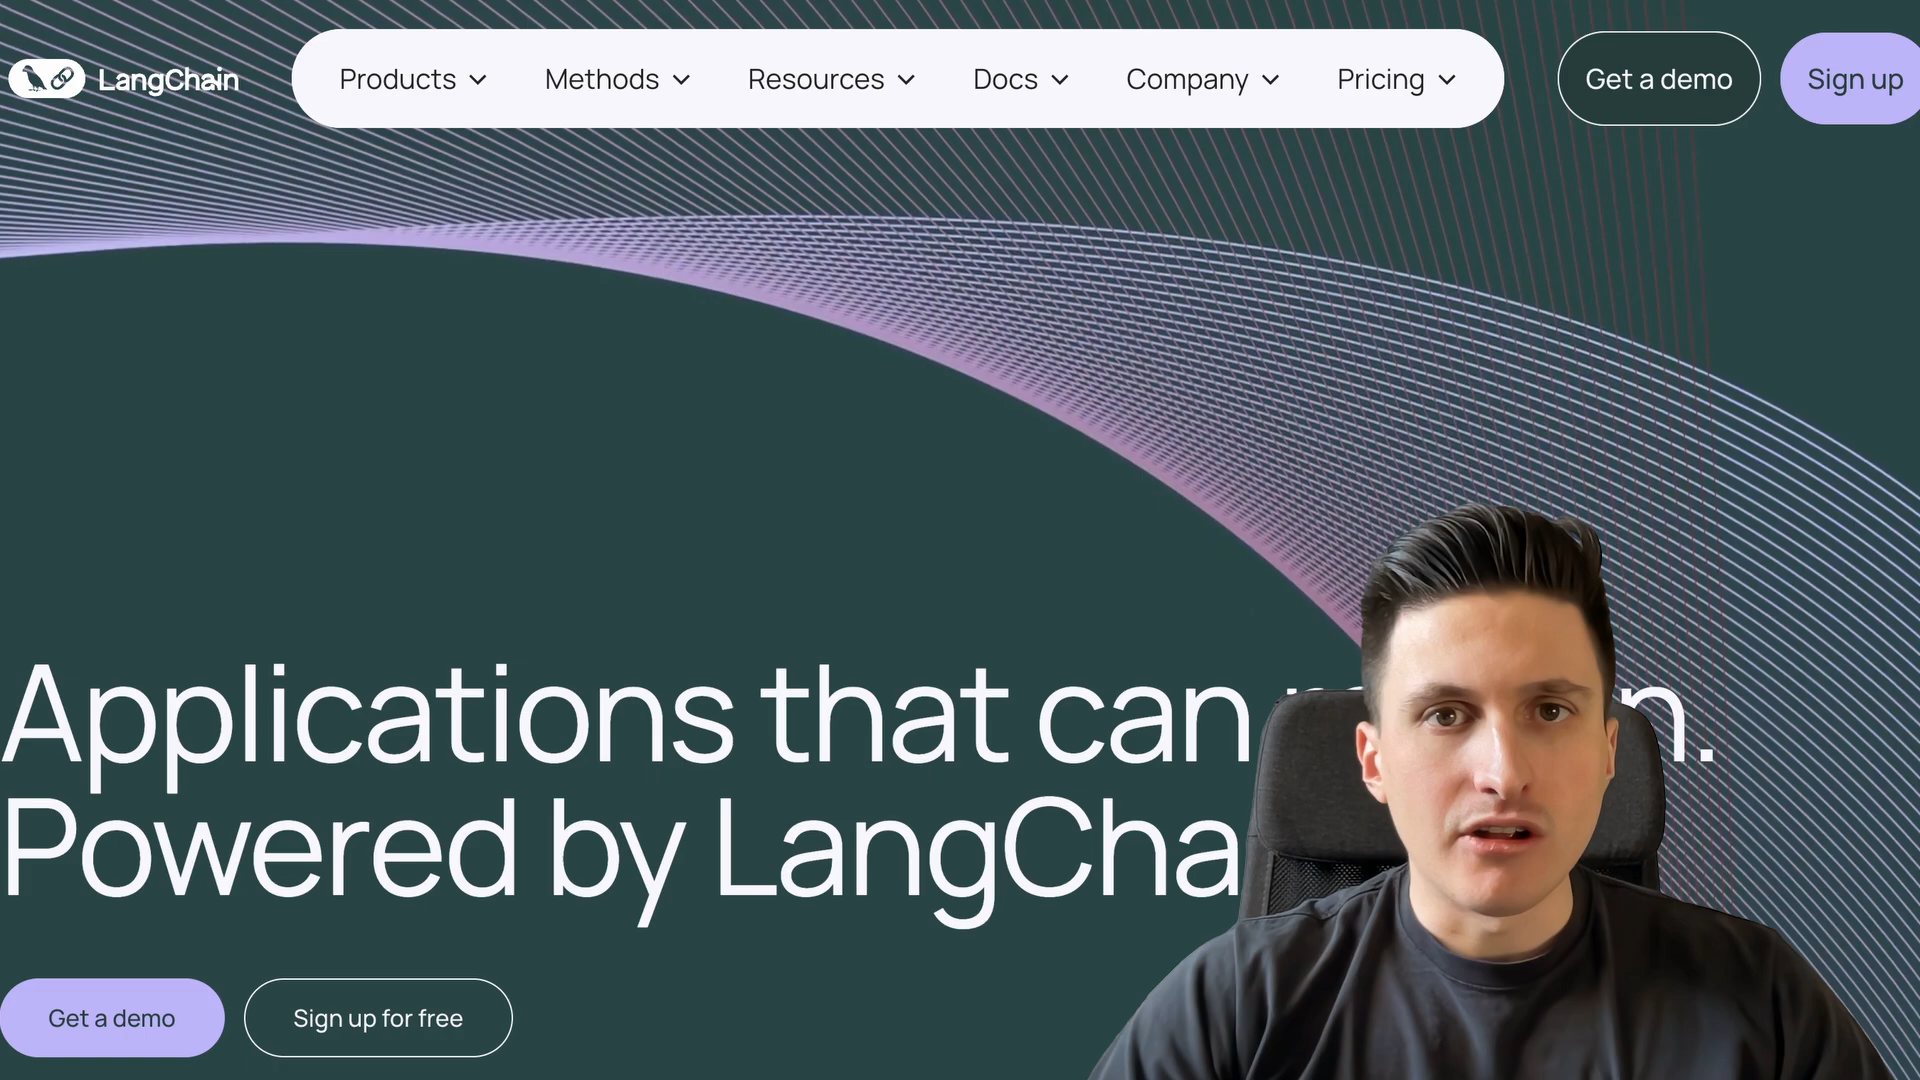 LangChain
Products
Methods
Resources
Docs
Company
Pricing
Get a demo
Sign up
Applications that can
Powered by LangCha
Get a demo
Sign up for free